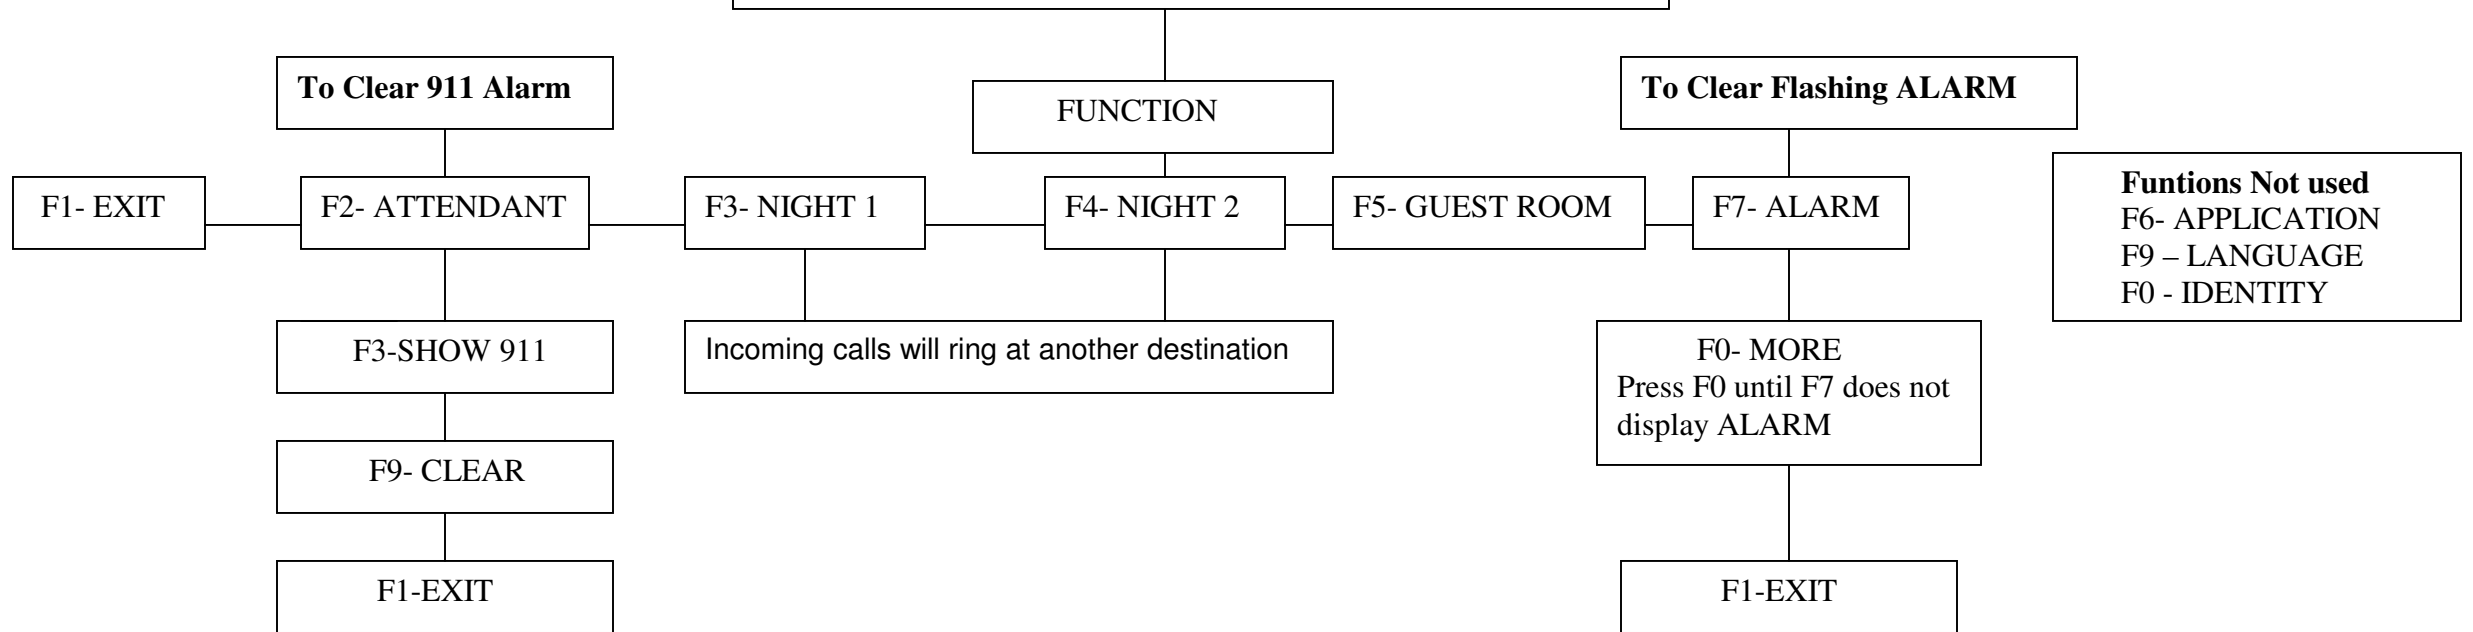 To Clear 911 Alarm
FUNCTION
To Clear Flashing ALARM
F1- EXIT
F2- ATTENDANT
F3- NIGHT 1
F4- NIGHT 2
F5- GUEST ROOM
F7- ALARM
Funtions Not used
F6- APPLICATION
F9 – LANGUAGE
F0 - IDENTITY
F3-SHOW 911
Incoming calls will ring at another destination
F0- MORE
Press F0 until F7 does not
display ALARM
F9- CLEAR
F1-EXIT
F1-EXIT